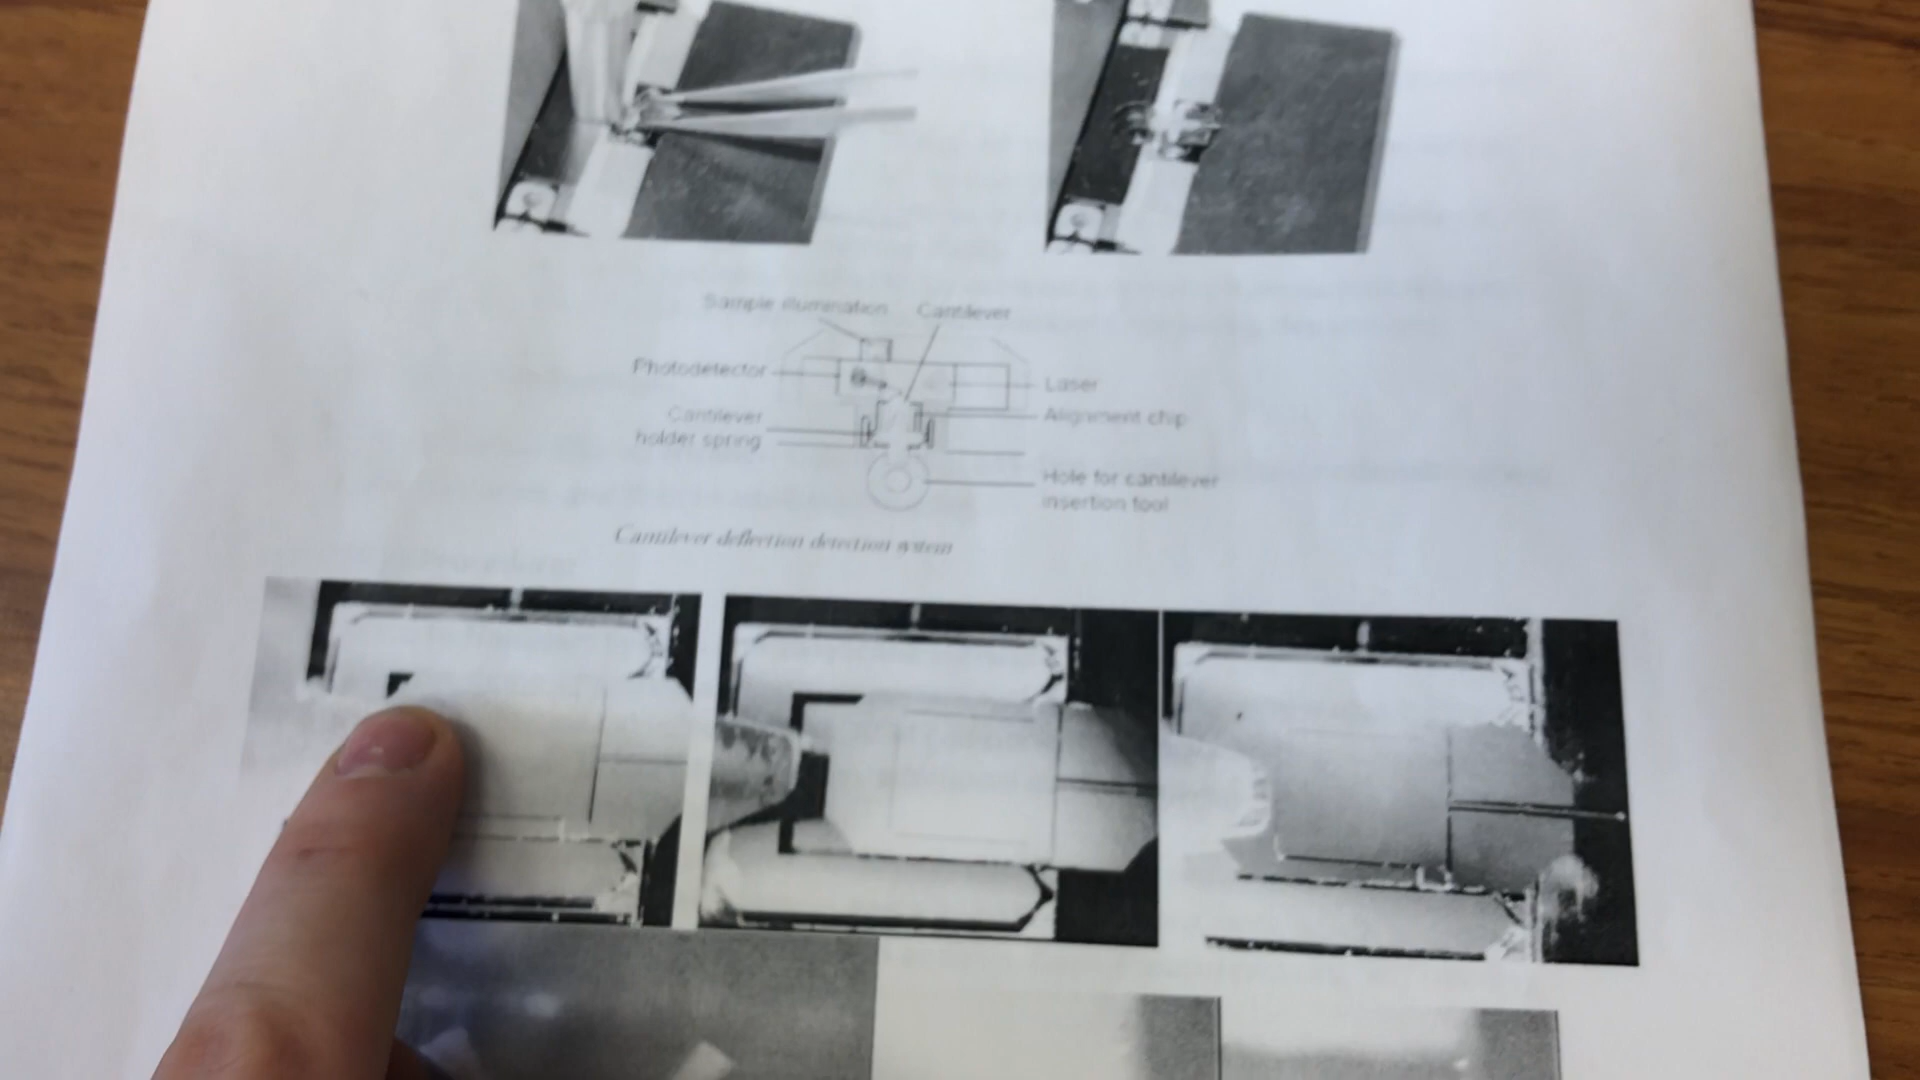 Sample illumination
Cantilever
Photodetector
Laser
Cantilever
holder spring
Alignment chip
Hole for cantilever
insertion tool
Cantilever deflection detection system
Procedure